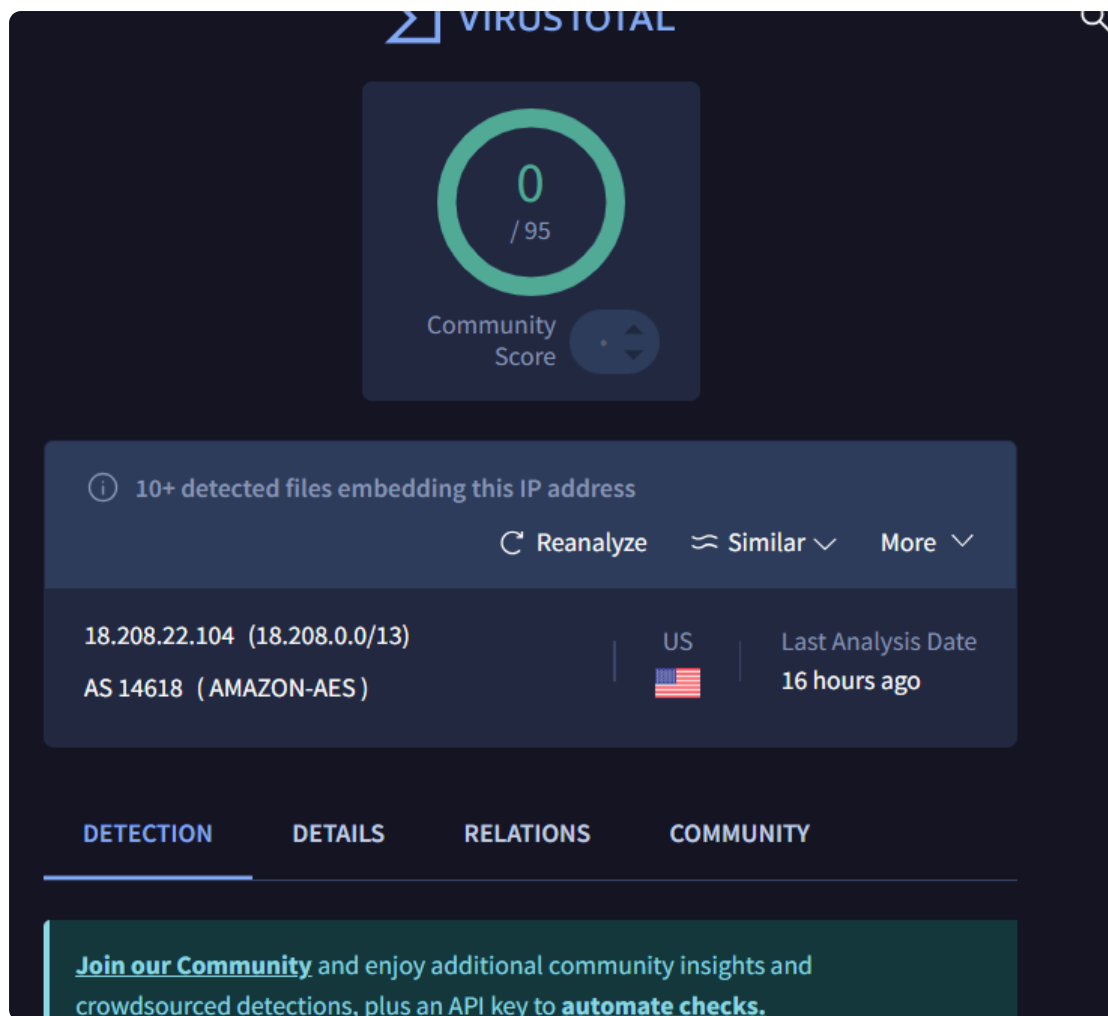 VIRUSTOTAL
0
/ 95
Community
Score
10+ detected files embedding this IP address
Reanalyze Similar More
18.208.22.104 (18.208.0.0/13)
AS 14618 ( AMAZON-AES )
US
Last Analysis Date
16 hours ago
DETECTION DETAILS RELATIONS COMMUNITY
Join our Community and enjoy additional community insights and
crowdsourced detections, plus an API key to automate checks.